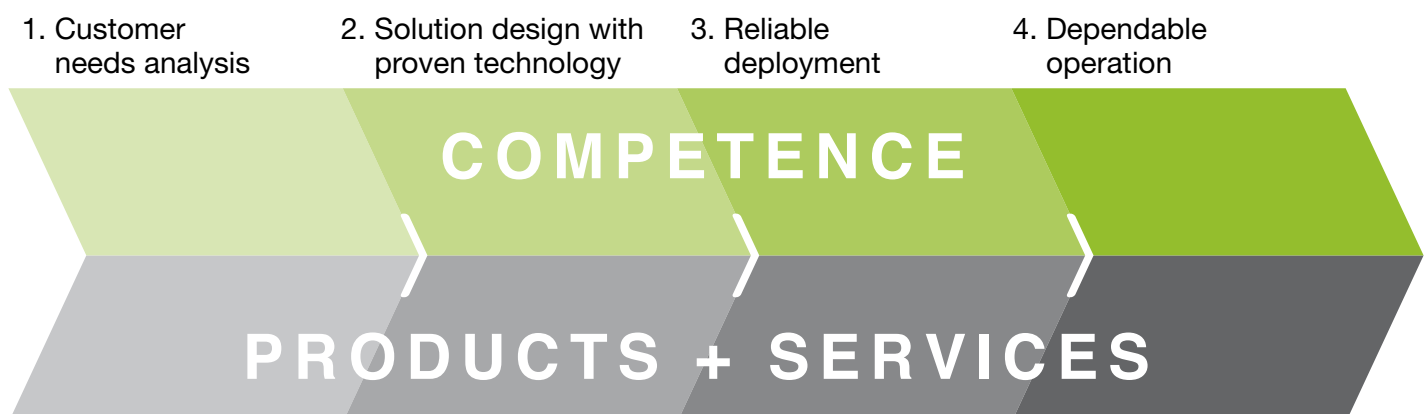 1. Customer
needs analysis
2. Solution design with
proven technology
3. Reliable
deployment
4. Dependable
operation
COMPETENCE
PRODUCTS + SERVICES